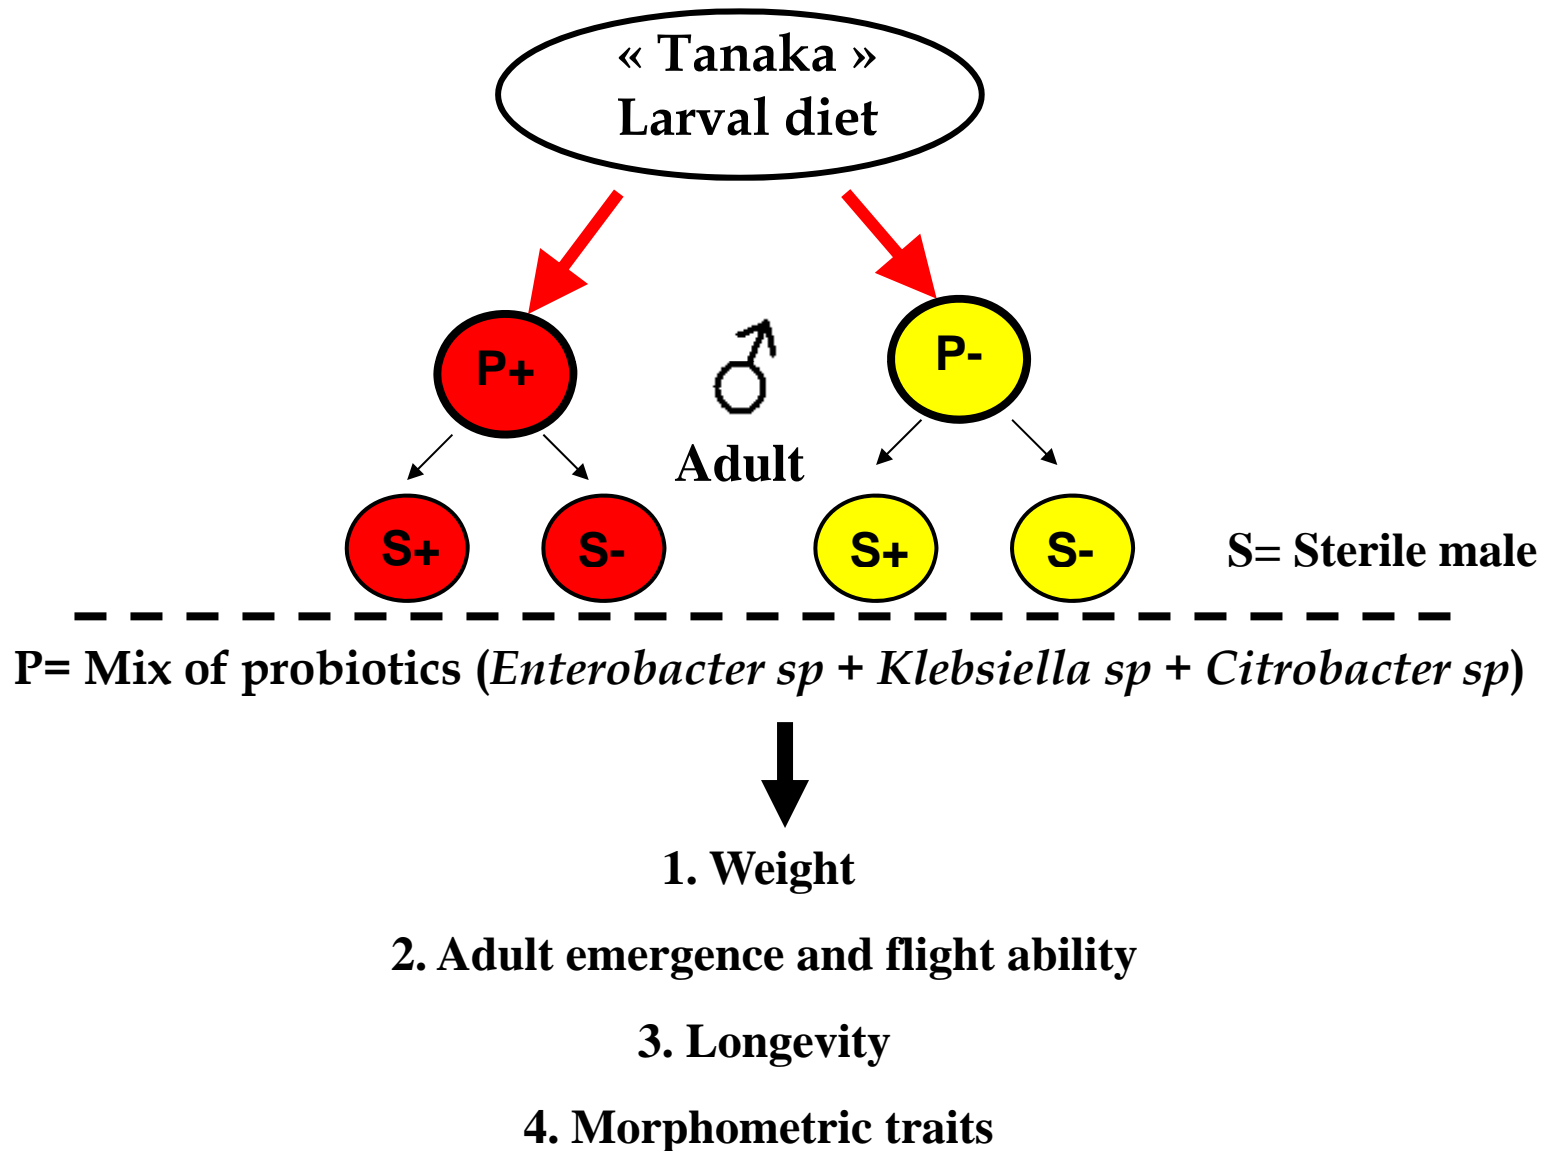 « Tanaka »
Larval diet
P+
P-
Adult
S+
S-
S+
S-
S= Sterile male
P= Mix of probiotics (Enterobacter sp + Klebsiella sp + Citrobacter sp)
1. Weight
2. Adult emergence and flight ability
3. Longevity
4. Morphometric traits